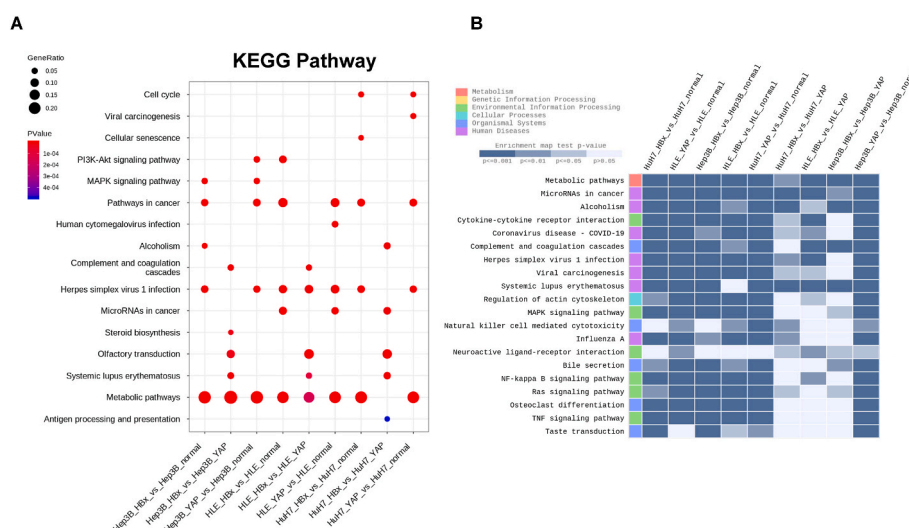 A
B
KEGG Pathway
GeneRatio
0.05
0.10
0.15
0.20
PValue
1e-04
2e-04
3e-04
4e-04
Cell cycle
Viral carcinogenesis
Cellular senescence
PI3K-Akt signaling pathway
MAPK signaling pathway
Pathways in cancer
Human cytomegalovirus infection
Alcoholism
Complement and coagulation
cascades
Herpes simplex virus 1 infection
MicroRNAs in cancer
Steroid biosynthesis
Olfactory transduction
Systemic lupus erythematosus
Metabolic pathways
Antigen processing and presentation
Hep3B_HBx_vs_Hep3B_normal
Hep3B_HBx_vs_Hep3B_YAP
Hep3B_YAP_vs_Hep3B_normal
HLE_HBx_vs_HLE_normal
HLE_HBx_vs_HLE_YAP
HLE_YAP_vs_HLE_normal
HuH7_HBx_vs_HuH7_normal
HuH7_HBx_vs_HuH7_YAP
HuH7_YAP_vs_HuH7_normal
Metabolism
Genetic Information Processing
Environmental Information Processing
Cellular Processes
Organismal Systems
Human Diseases
Enrichment map test p-value
p<=0.001 p<=0.01 p<=0.05 p>0.05
HuH7_HBx_vs_HuH7_normal
HLE_YAP_vs_HLE_normal
Hep3B_HBx_vs_Hep3B_normal
HLE_HBx_vs_HLE_normal
HuH7_YAP_vs_HuH7_normal
HuH7_HBx_vs_HuH7_YAP
HLE_HBx_vs_HLE_YAP
Hep3B_HBx_vs_Hep3B_YAP
Hep3B_YAP_vs_Hep3B_no
Metabolic pathways
MicroRNAs in cancer
Alcoholism
Cytokine-cytokine receptor interaction
Coronavirus disease - COVID-19
Complement and coagulation cascades
Herpes simplex virus 1 infection
Viral carcinogenesis
Systemic lupus erythematosus
Regulation of actin cytoskeleton
MAPK signaling pathway
Natural killer cell mediated cytotoxicity
Influenza A
Neuroactive ligand-receptor interaction
Bile secretion
NF-kappa B signaling pathway
Ras signaling pathway
Osteoclast differentiation
TNF signaling pathway
Taste transduction